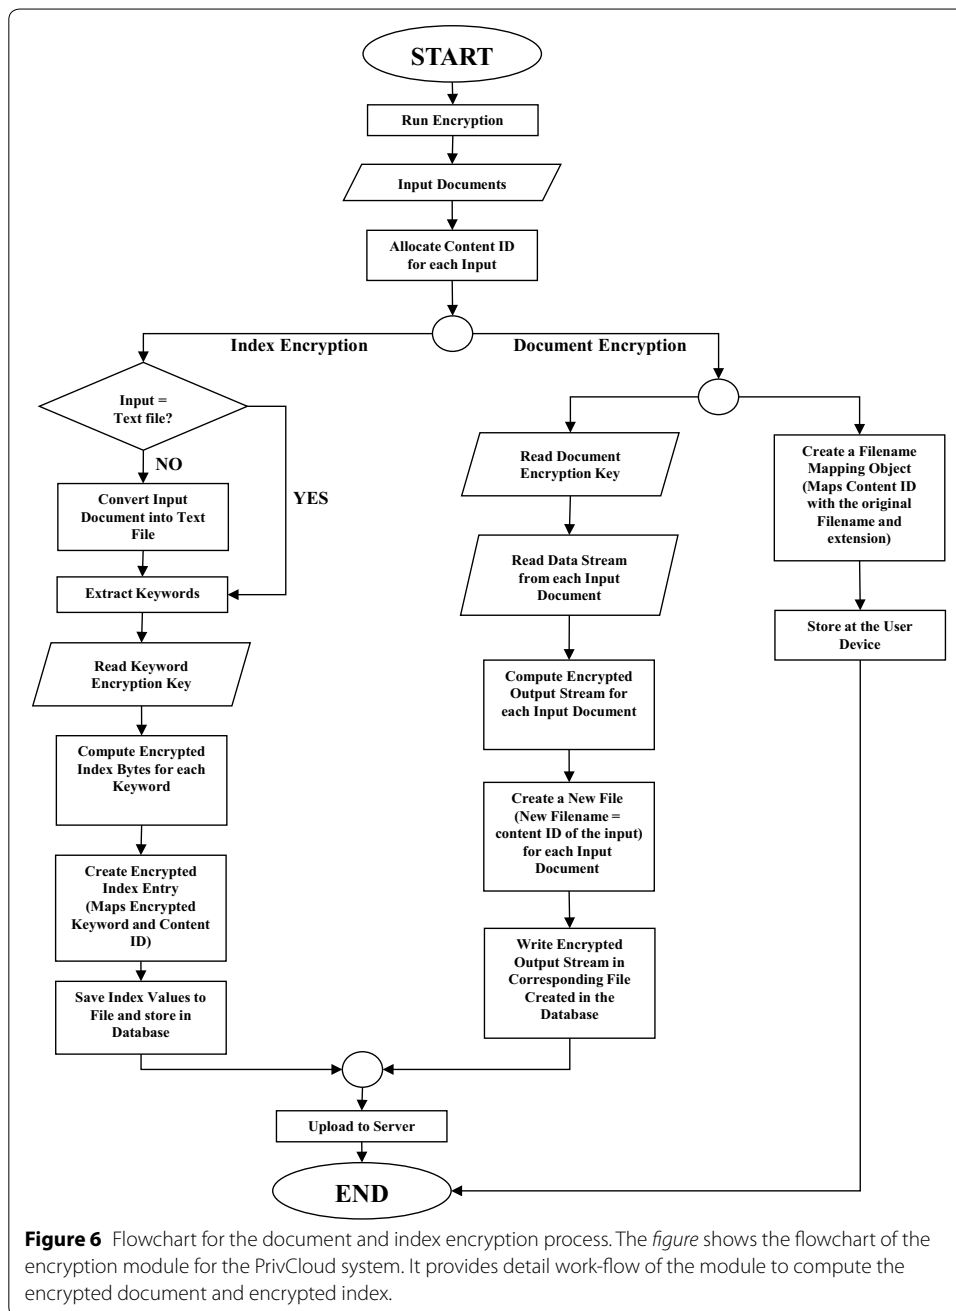 START
Run Encryption
Input Documents
Allocate Content ID
for each Input
Index Encryption
Document Encryption
Input =
Text file?
NO
YES
Convert Input
Document into Text
File
Extract Keywords
Read Keyword
Encryption Key
Compute Encrypted
Index Bytes for each
Keyword
Create Encrypted
Index Entry
(Maps Encrypted
Keyword and Content
ID)
Save Index Values to
File and store in
Database
Read Document
Encryption Key
Read Data Stream
from each Input
Document
Compute Encrypted
Output Stream for
each Input Document
Create a New File
(New Filename =
content ID of the input)
for each Input
Document
Write Encrypted
Output Stream in
Corresponding File
Created in the
Database
Create a Filename
Mapping Object
(Maps Content ID
with the original
Filename and
extension)
Store at the User
Device
Upload to Server
END
Figure 6 Flowchart for the document and index encryption process. The figure shows the flowchart of the
encryption module for the PrivCloud system. It provides detail work-flow of the module to compute the
encrypted document and encrypted index.